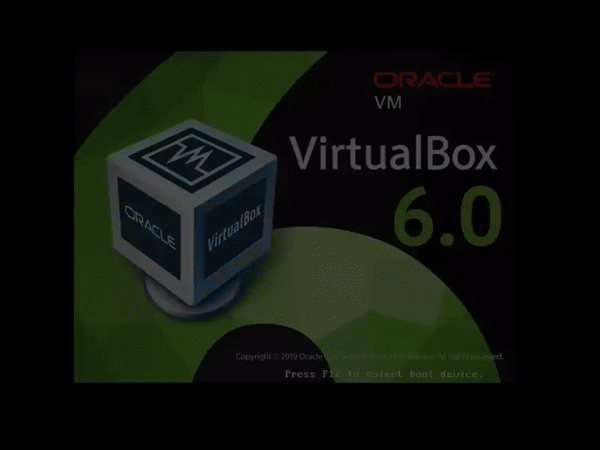 ORACLE
VM
VirtualBox
6.0
ORACLE
VirtualBox
Copyright © 2019 Oracle All rights reserved.
Press F12 to select boot device.